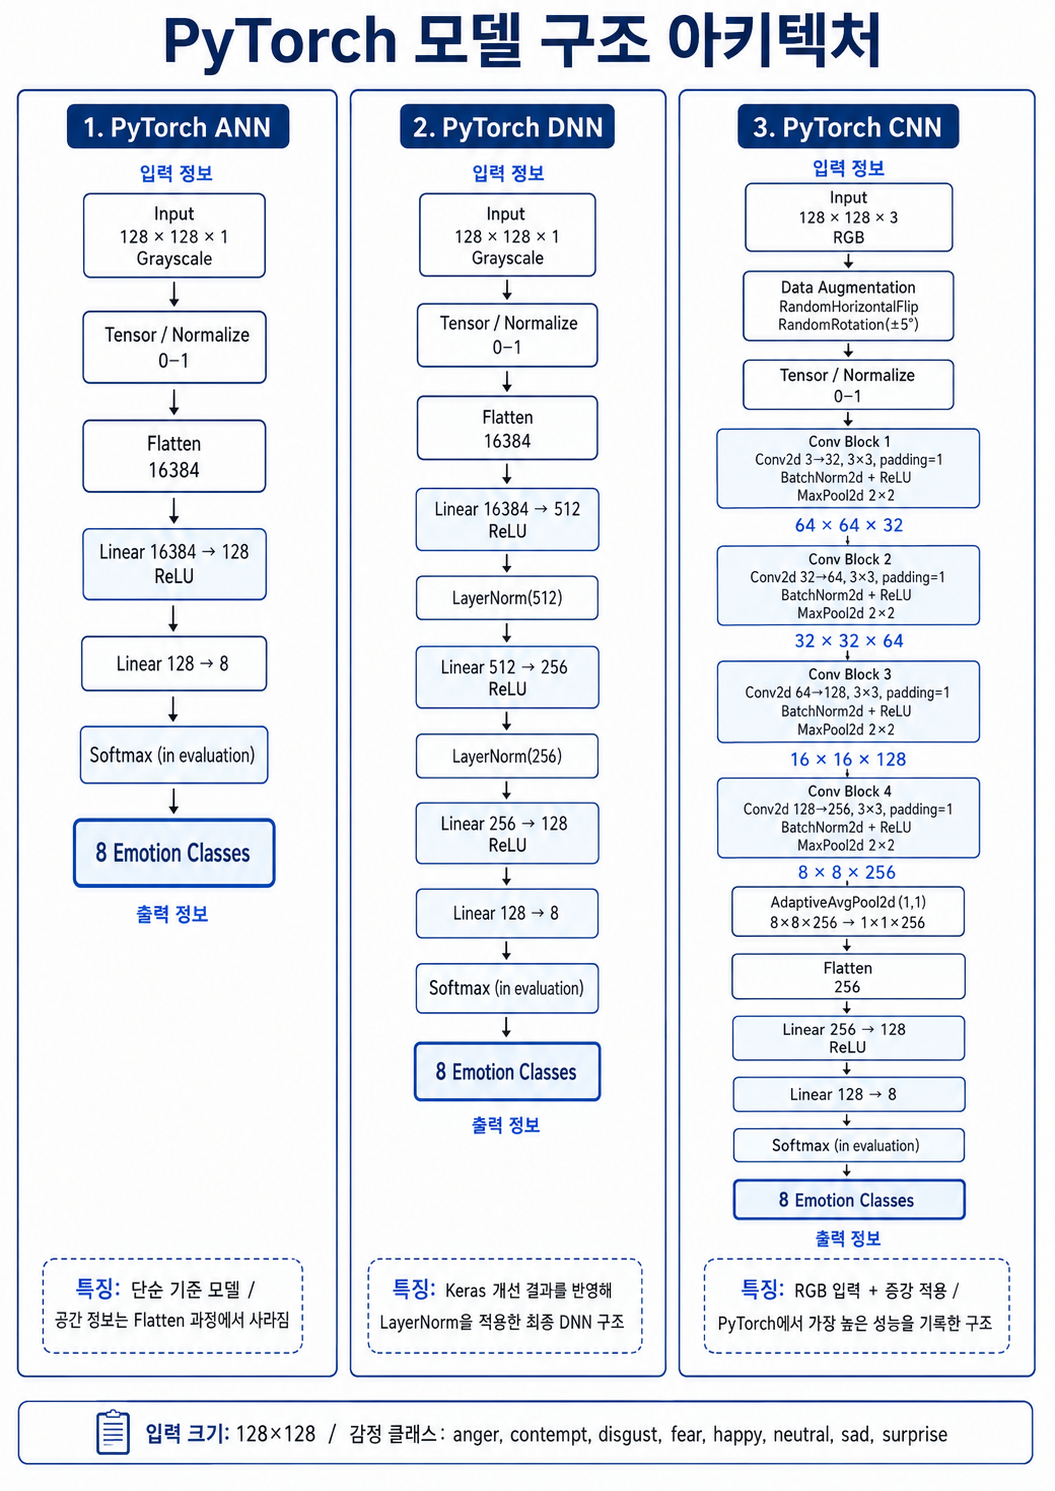 PyTorch 모델 구조 아키텍처
1. PyTorch ANN
입력 정보
Input
128 × 128 × 1
Grayscale
Tensor / Normalize
0–1
Flatten
16384
Linear 16384 → 128
ReLU
Linear 128 → 8
Softmax (in evaluation)
8 Emotion Classes
출력 정보
특징: 단순 기준 모델 /
공간 정보는 Flatten 과정에서 사라짐
2. PyTorch DNN
입력 정보
Input
128 × 128 × 1
Grayscale
Tensor / Normalize
0–1
Flatten
16384
Linear 16384 → 512
ReLU
LayerNorm(512)
Linear 512 → 256
ReLU
LayerNorm(256)
Linear 256 → 128
ReLU
Linear 128 → 8
Softmax (in evaluation)
8 Emotion Classes
출력 정보
특징: Keras 개선 결과를 반영해
LayerNorm을 적용한 최종 DNN 구조
3. PyTorch CNN
입력 정보
Input
128 × 128 × 3
RGB
Data Augmentation
RandomHorizontalFlip
RandomRotation(±5°)
Tensor / Normalize
0–1
Conv Block 1
Conv2d 3→32, 3×3, padding=1
BatchNorm2d + ReLU
MaxPool2d 2×2
64 × 64 × 32
Conv Block 2
Conv2d 32→64, 3×3, padding=1
BatchNorm2d + ReLU
MaxPool2d 2×2
32 × 32 × 64
Conv Block 3
Conv2d 64→128, 3×3, padding=1
BatchNorm2d + ReLU
MaxPool2d 2×2
16 × 16 × 128
Conv Block 4
Conv2d 128→256, 3×3, padding=1
BatchNorm2d + ReLU
MaxPool2d 2×2
8 × 8 × 256
AdaptiveAvgPool2d (1,1)
8×8×256 → 1×1×256
Flatten
256
Linear 256 → 128
ReLU
Linear 128 → 8
Softmax (in evaluation)
8 Emotion Classes
출력 정보
특징: RGB 입력 + 증강 적용 /
PyTorch에서 가장 높은 성능을 기록한 구조
입력 크기: 128×128 / 감정 클래스: anger, contempt, disgust, fear, happy, neutral, sad, surprise